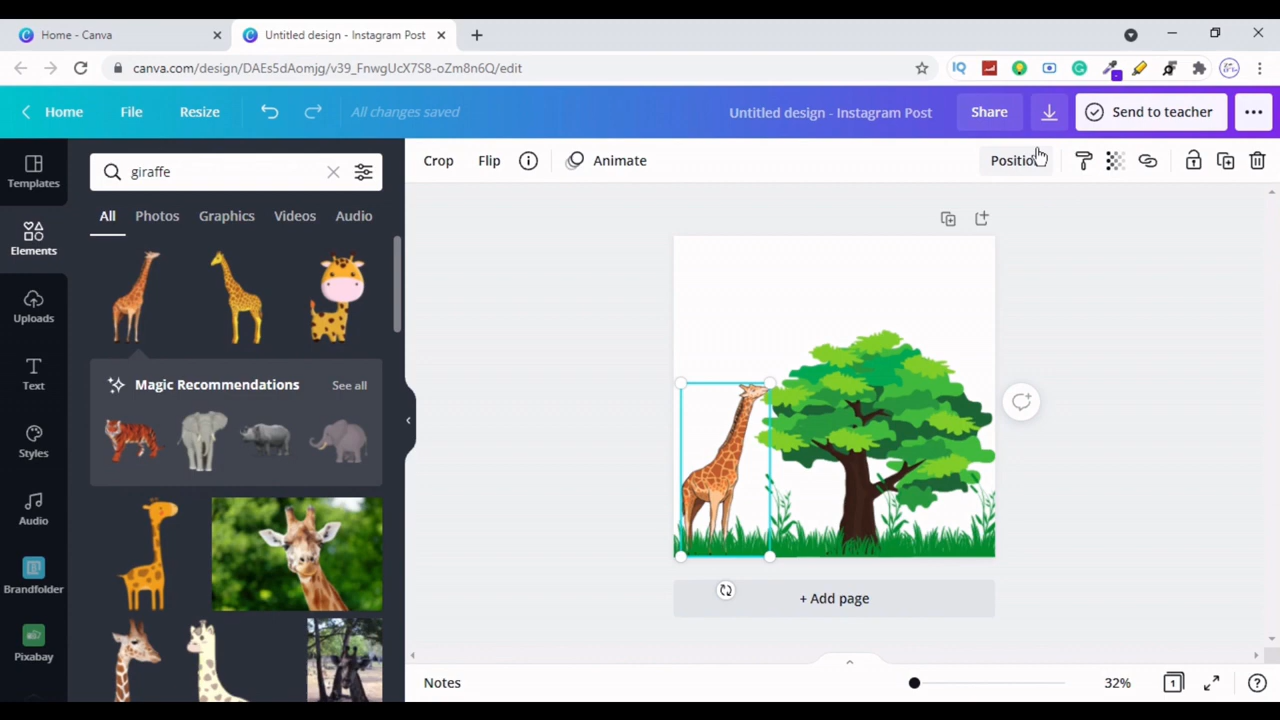 Home - Canva
Untitled design - Instagram Post
canva.com/design/DAEs5dAomjg/v39_FnwgUcX7S8-oZm8n6Q/edit
Home
File
Resize
All changes saved
Untitled design - Instagram Post
Share
Send to teacher
Templates
Elements
Uploads
Text
Styles
Audio
Brandfolder
Pixabay
giraffe
All
Photos
Graphics
Videos
Audio
Magic Recommendations
See all
Crop
Flip
Animate
Position
+ Add page
Notes
32%
1